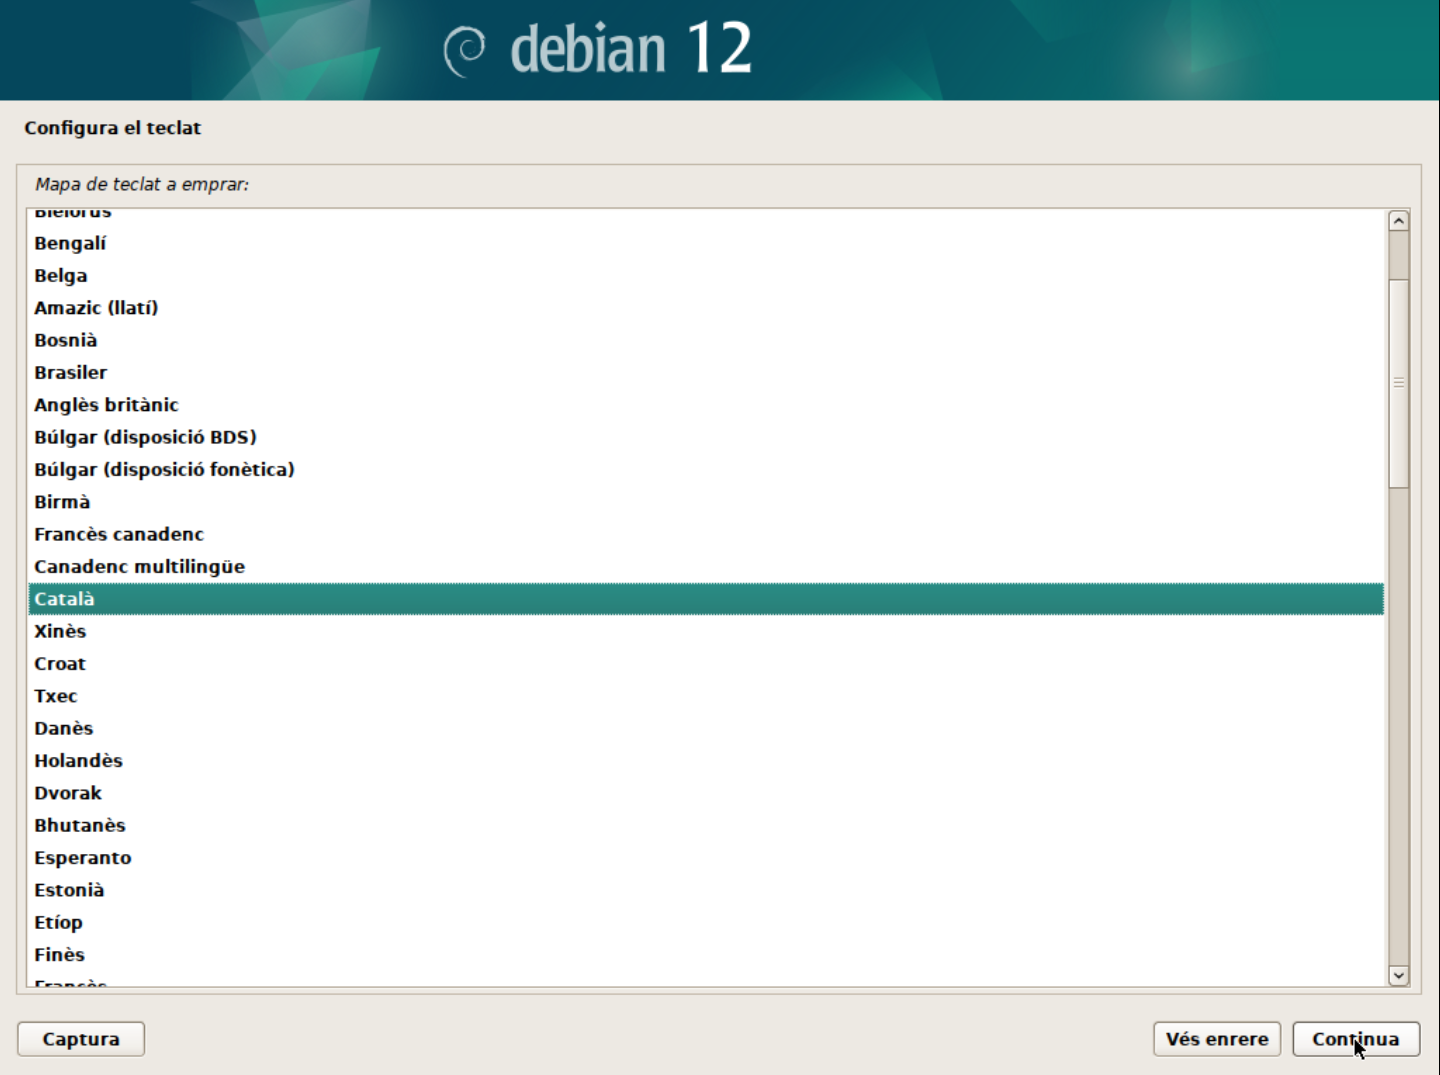 debian 12
Configura el teclat
Mapa de teclat a emprar:
Bielorús
Bengalí
Belga
Amazic (llatí)
Bosnià
Brasiler
Anglès britànic
Búlgar (disposició BDS)
Búlgar (disposició fonètica)
Birmà
Francès canadenc
Canadenc multilingüe
Català
Xinès
Croat
Txec
Danès
Holandès
Dvorak
Bhutanès
Esperanto
Estonià
Etíop
Finès
Francès
Captura
Vés enrere
Continua